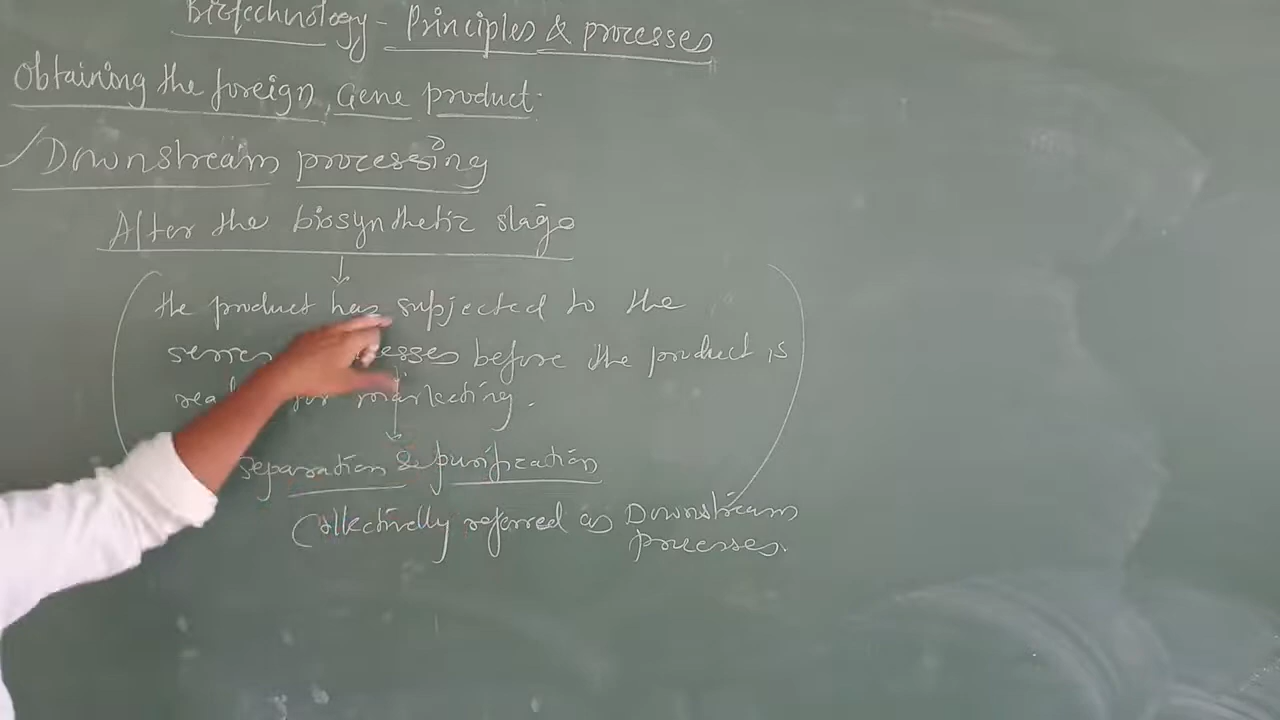 Biotechnology - Principles & processes
Obtaining the foreign Gene product.
Downstream processing
After the biosynthetic stage
the product has subjected to the
before the product is
marketing.
separation & purification
Collectively referred as Downstream
processes.